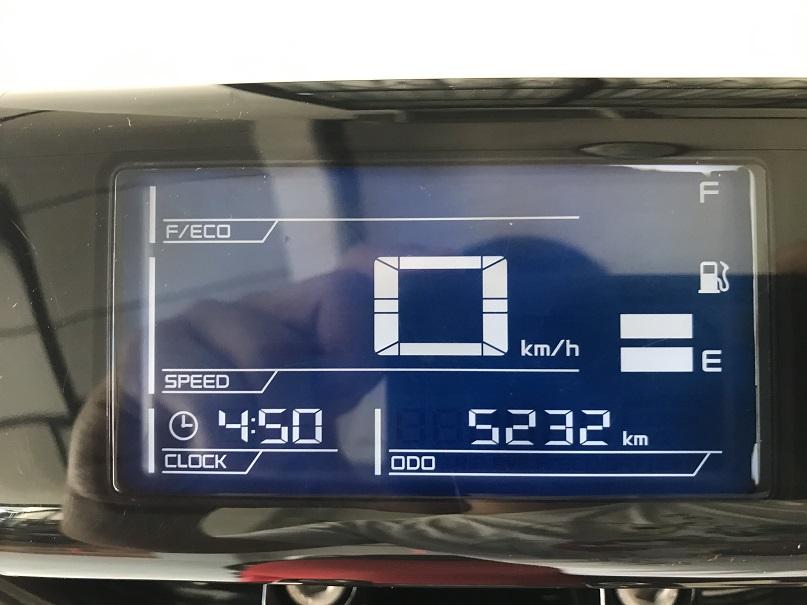 F
F/ECO
0 km/h
E
SPEED
4:50 5232 km
CLOCK ODO